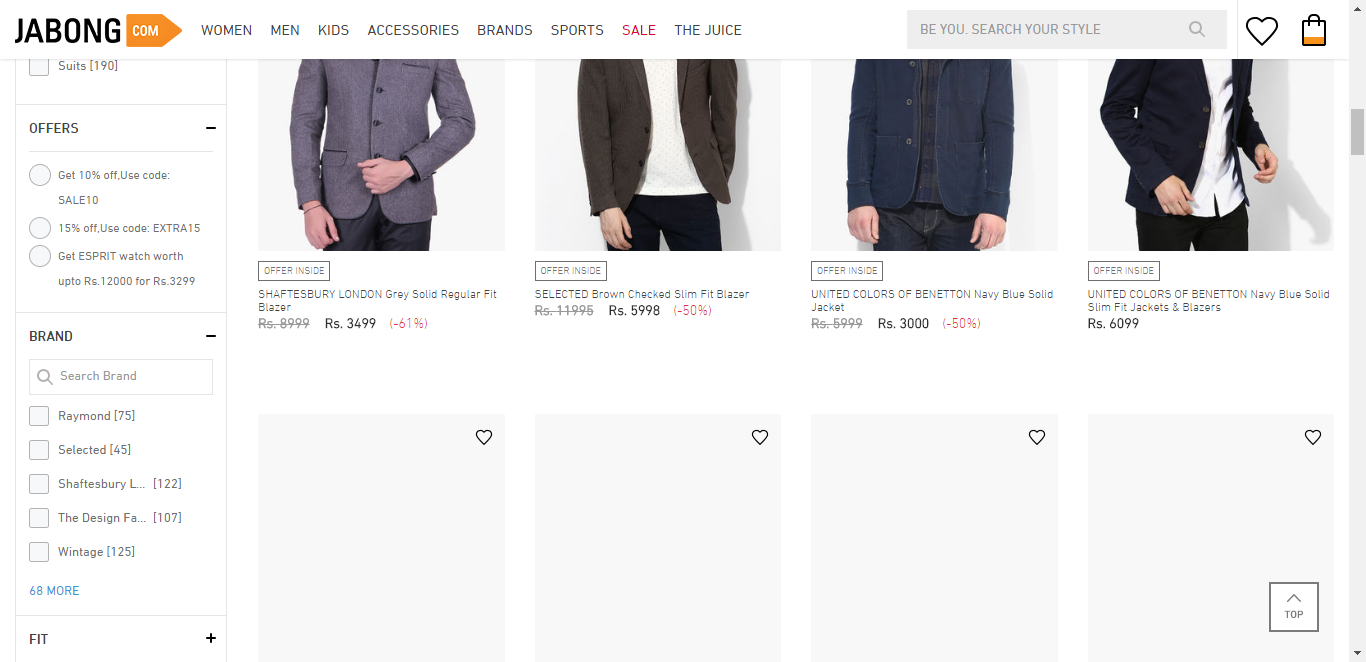 JABONG COM WOMEN MEN KIDS ACCESSORIES BRANDS SPORTS SALE THE JUICE BE YOU. SEARCH YOUR STYLE
Suits [190]
OFFERS
Get 10% off,Use code:
SALE10
15% off,Use code: EXTRA15
Get ESPRIT watch worth
upto Rs.12000 for Rs.3299
BRAND
Search Brand
Raymond [75]
Selected [45]
Shaftesbury L... [122]
The Design Fa... [107]
Wintage [125]
68 MORE
FIT
OFFER INSIDE
SHAFTESBURY LONDON Grey Solid Regular Fit
Blazer
Rs. 8999 Rs. 3499 (-61%)
OFFER INSIDE
SELECTED Brown Checked Slim Fit Blazer
Rs. 11995 Rs. 5998 (-50%)
OFFER INSIDE
UNITED COLORS OF BENETTON Navy Blue Solid
Jacket
Rs. 5999 Rs. 3000 (-50%)
OFFER INSIDE
UNITED COLORS OF BENETTON Navy Blue Solid
Slim Fit Jackets & Blazers
Rs. 6099
TOP